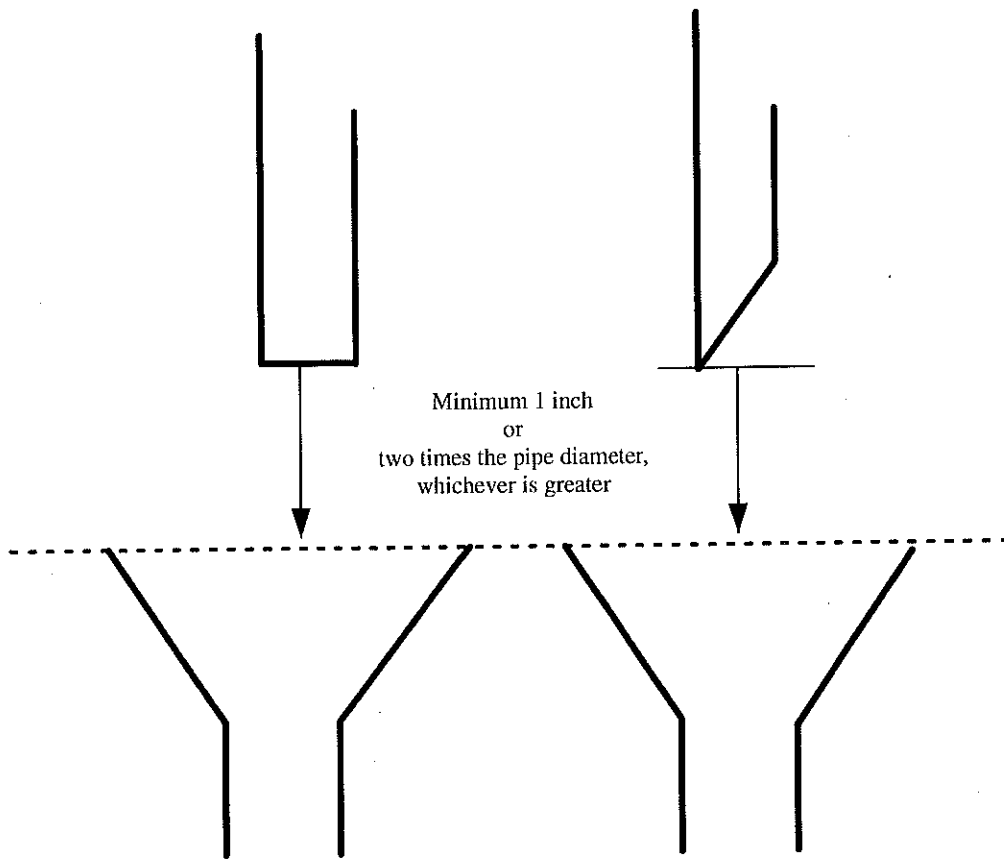 Minimum 1 inch
or
two times the pipe diameter,
whichever is greater